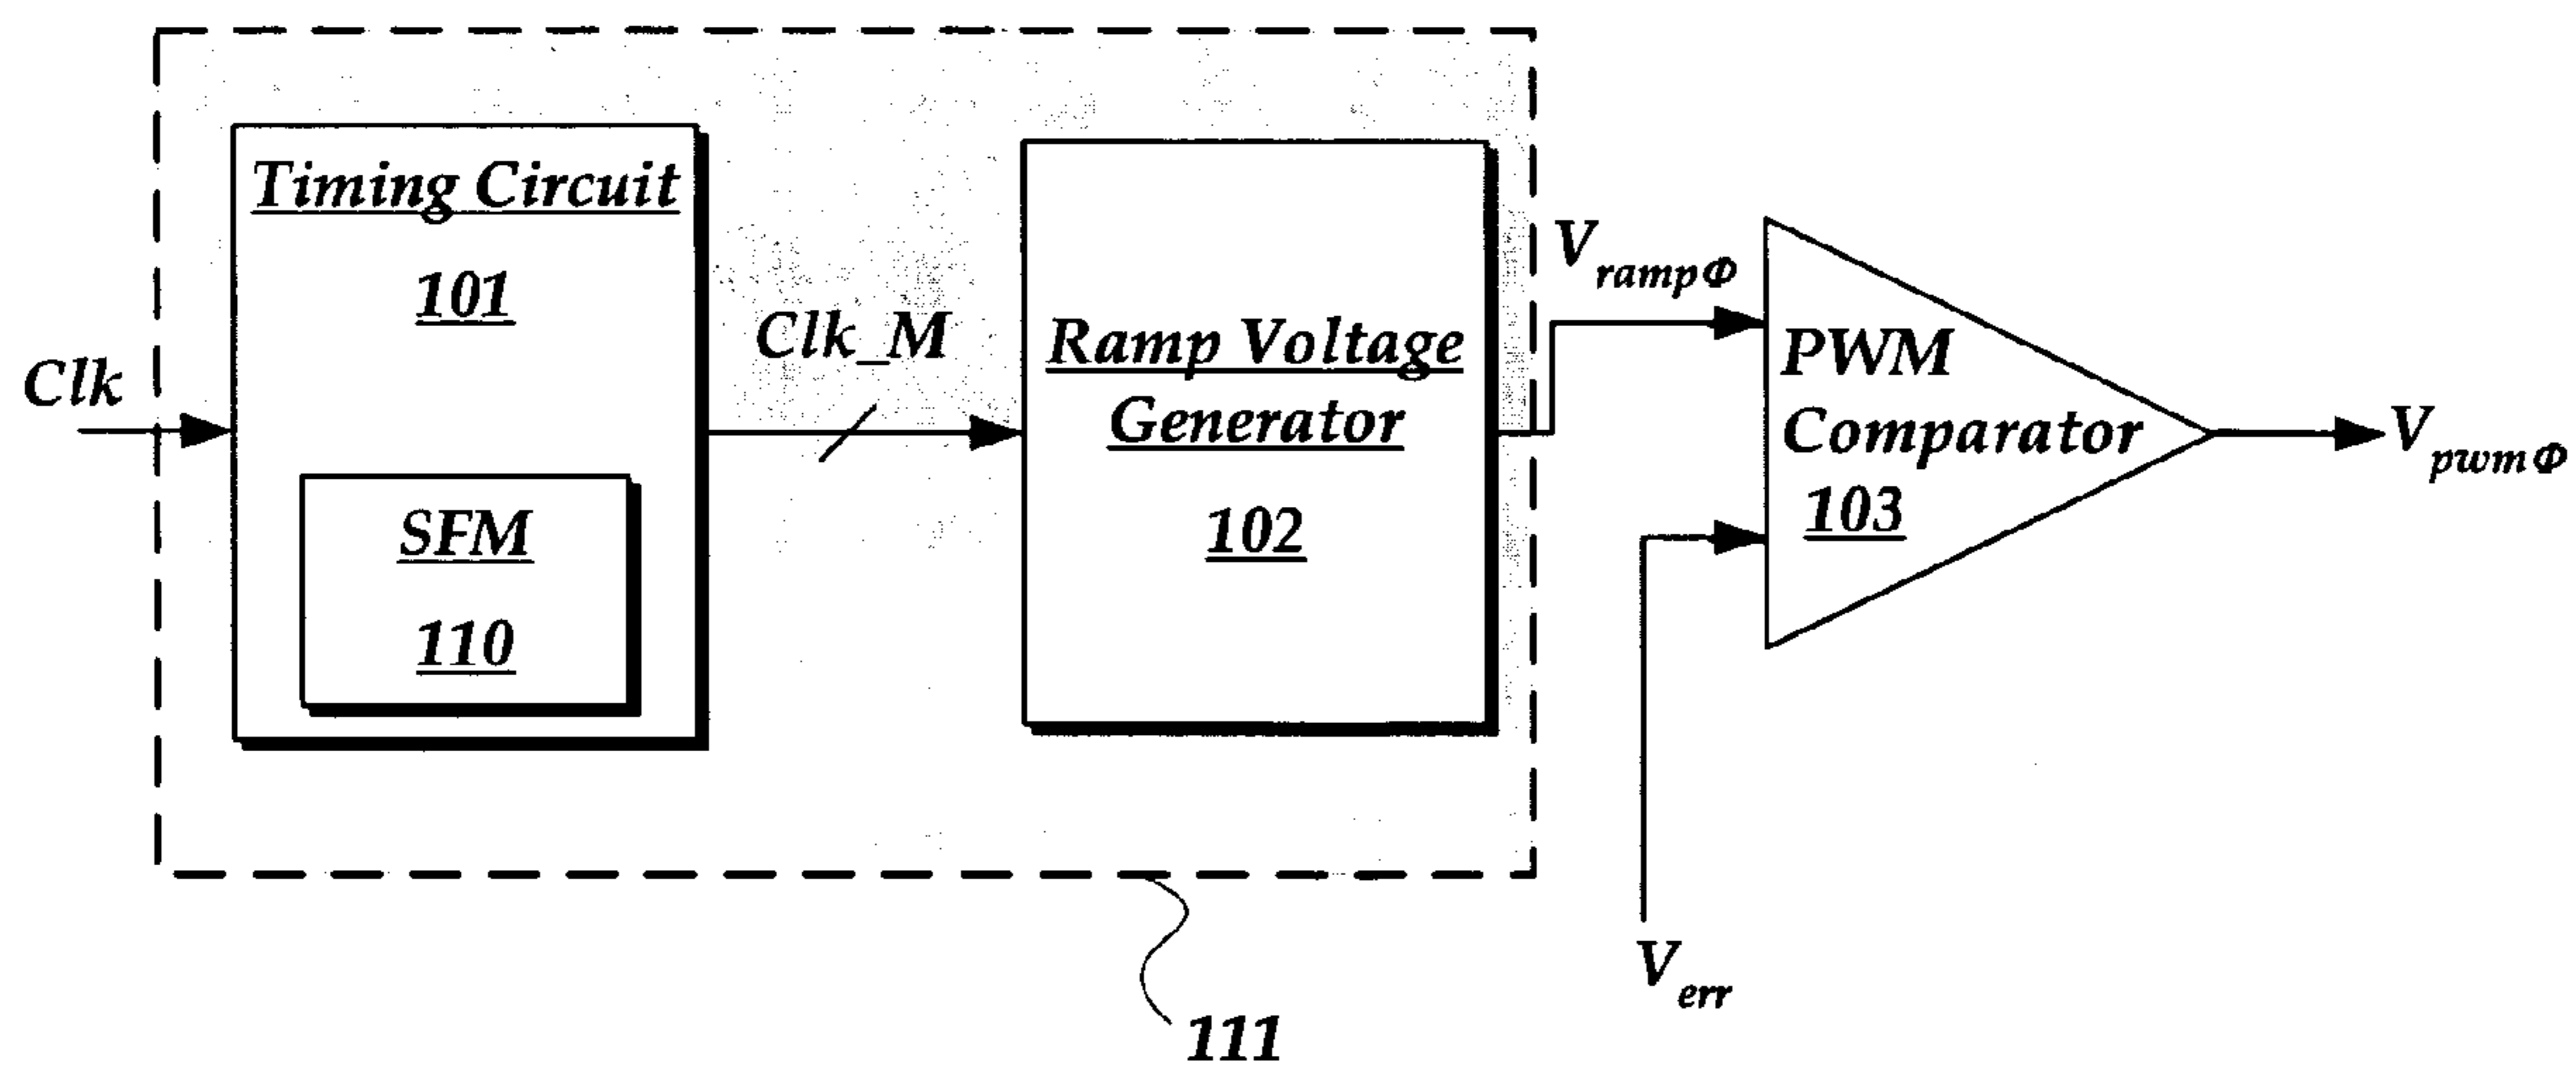 Clk
Timing Circuit
101
SFM
110
Clk_M
Ramp Voltage
Generator
102
V_rampΦ
PWM
Comparator
103
V_err
V_pwmΦ
111